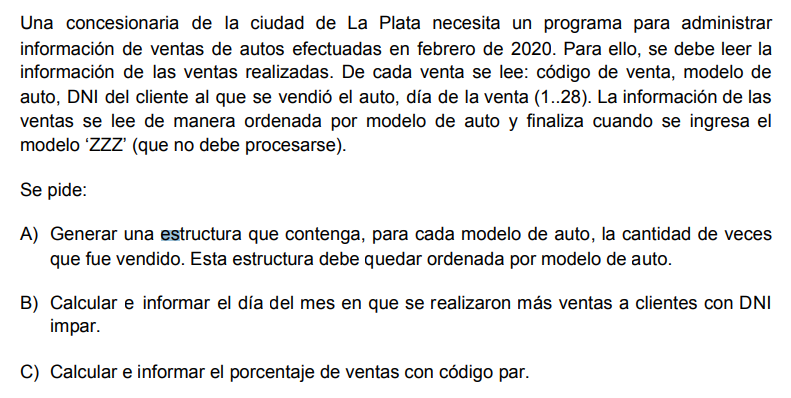 Una concesionaria de la ciudad de La Plata necesita un programa para administrar
información de ventas de autos efectuadas en febrero de 2020. Para ello, se debe leer la
información de las ventas realizadas. De cada venta se lee: código de venta, modelo de
auto, DNI del cliente al que se vendió el auto, día de la venta (1..28). La información de las
ventas se lee de manera ordenada por modelo de auto y finaliza cuando se ingresa el
modelo ‘ZZZ’ (que no debe procesarse).
Se pide:
A) Generar una estructura que contenga, para cada modelo de auto, la cantidad de veces
que fue vendido. Esta estructura debe quedar ordenada por modelo de auto.
B) Calcular e informar el día del mes en que se realizaron más ventas a clientes con DNI
impar.
C) Calcular e informar el porcentaje de ventas con código par.